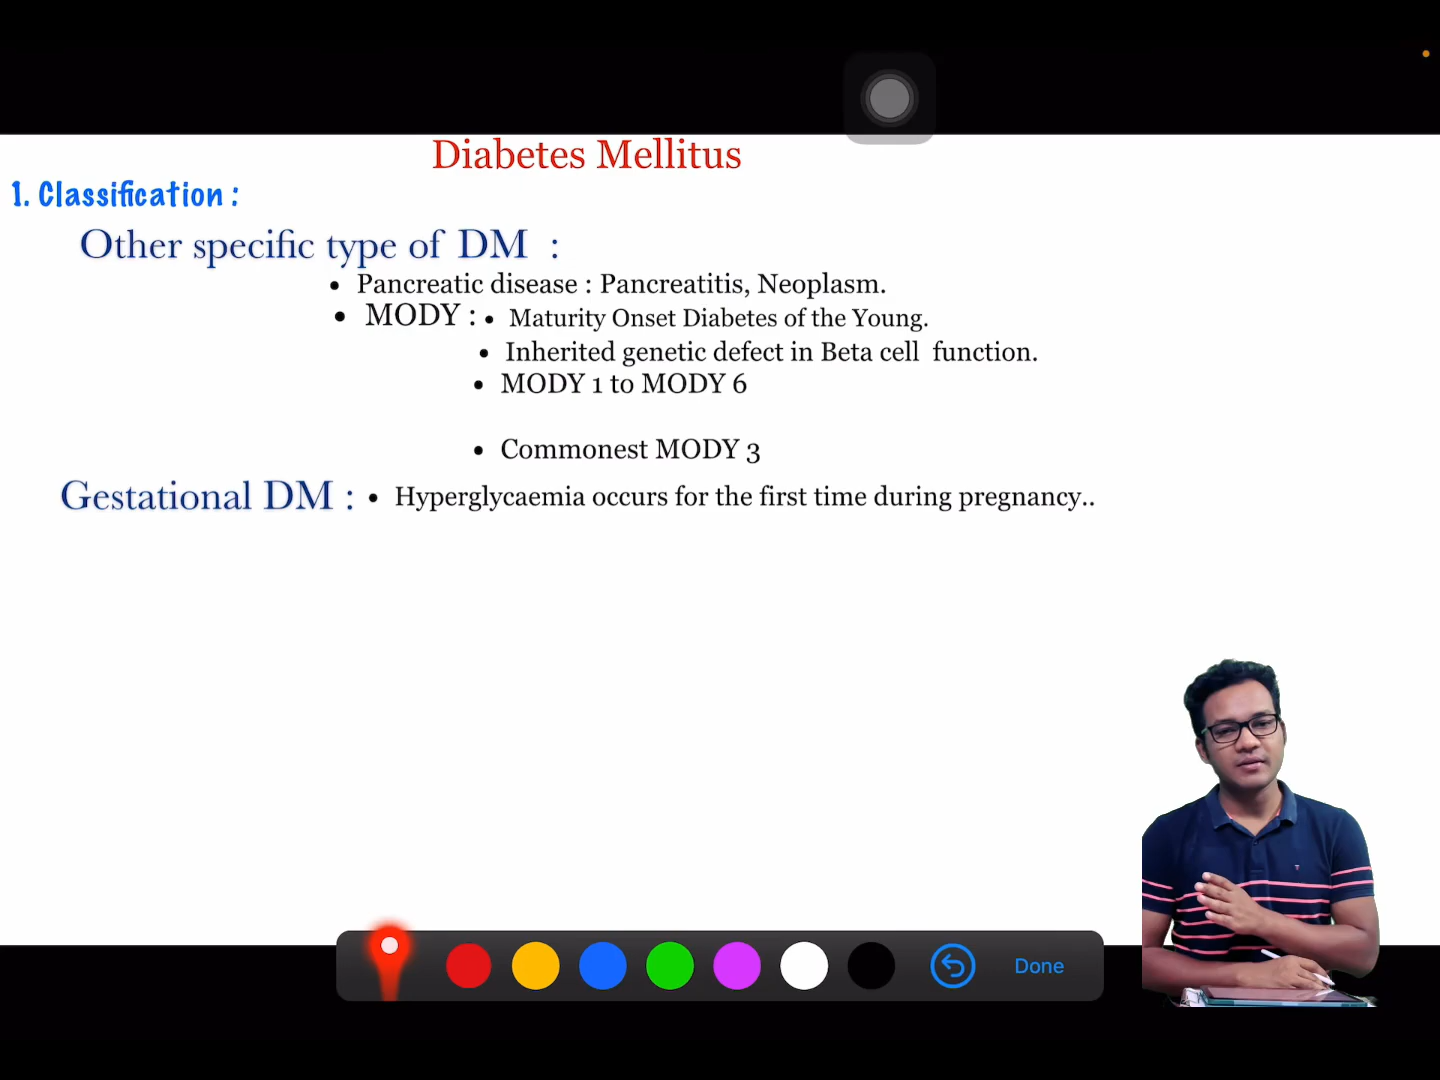 Diabetes Mellitus
1. Classification :
Other specific type of DM :
• Pancreatic disease : Pancreatitis, Neoplasm.
• MODY : • Maturity Onset Diabetes of the Young.
• Inherited genetic defect in Beta cell function.
• MODY 1 to MODY 6
• Commonest MODY 3
Gestational DM : • Hyperglycaemia occurs for the first time during pregnancy..
Done